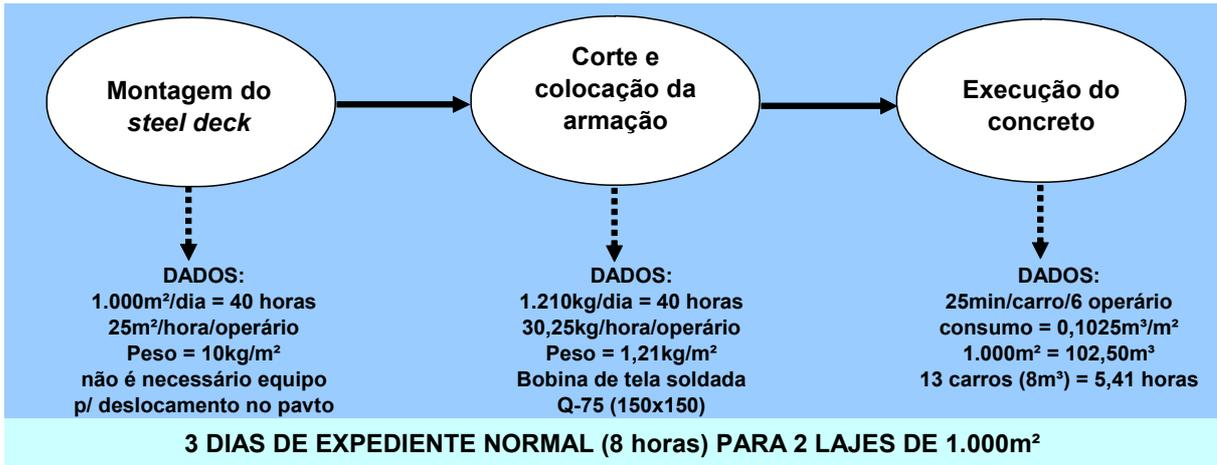 Montagem do
steel deck
Corte e
colocação da
armação
Execução do
concreto
DADOS:
1.000m²/dia = 40 horas
25m²/hora/operário
Peso = 10kg/m²
não é necessário equipo
p/ deslocamento no pavto
DADOS:
1.210kg/dia = 40 horas
30,25kg/hora/operário
Peso = 1,21kg/m²
Bobina de tela soldada
Q-75 (150x150)
DADOS:
25min/carro/6 operário
consumo = 0,1025m³/m²
1.000m² = 102,50m³
13 carros (8m³) = 5,41 horas
3 DIAS DE EXPEDIENTE NORMAL (8 horas) PARA 2 LAJES DE 1.000m²